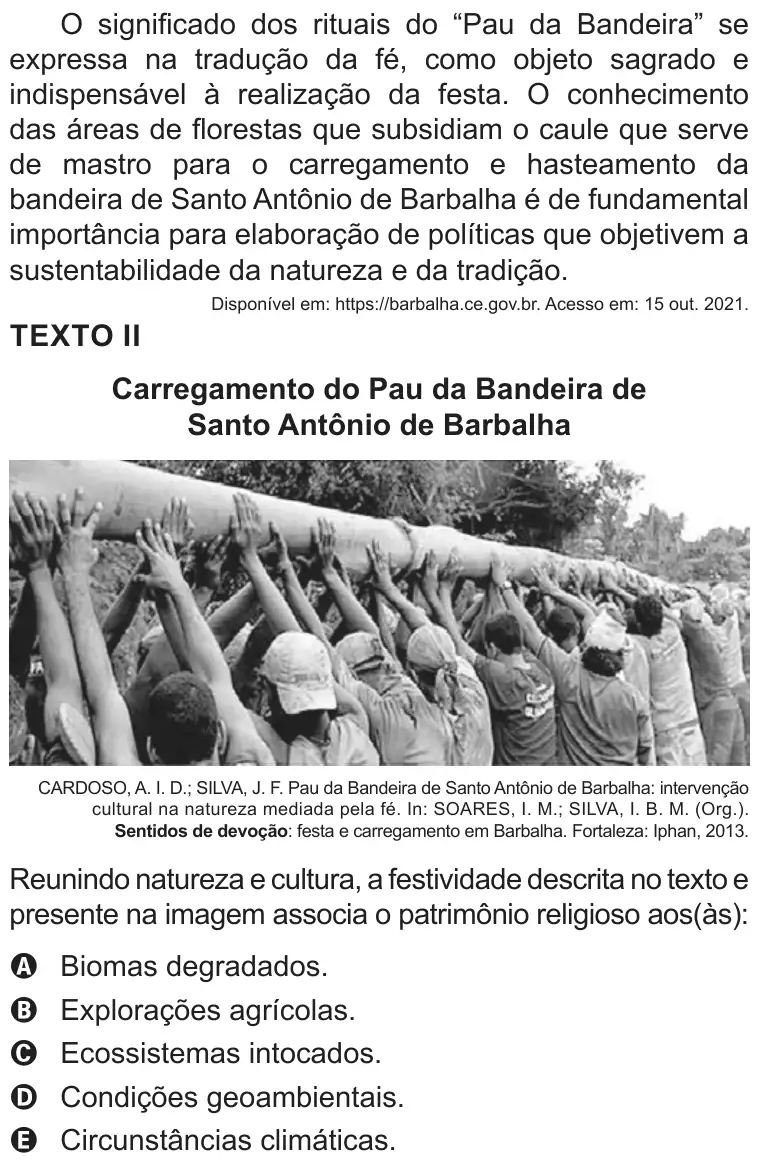 O significado dos rituais do “Pau da Bandeira” se
expressa na tradução da fé, como objeto sagrado e
indispensável à realização da festa. O conhecimento
das áreas de florestas que subsidiam o caule que serve
de mastro para o carregamento e hasteamento da
bandeira de Santo Antônio de Barbalha é de fundamental
importância para elaboração de políticas que objetivem a
sustentabilidade da natureza e da tradição.
Disponível em: https://barbalha.ce.gov.br. Acesso em: 15 out. 2021.
TEXTO II
Carregamento do Pau da Bandeira de
Santo Antônio de Barbalha
CARDOSO, A. I. D.; SILVA, J. F. Pau da Bandeira de Santo Antônio de Barbalha: intervenção
cultural na natureza mediada pela fé. In: SOARES, I. M.; SILVA, I. B. M. (Org.).
Sentidos de devoção: festa e carregamento em Barbalha. Fortaleza: Iphan, 2013.
Reunindo natureza e cultura, a festividade descrita no texto e
presente na imagem associa o patrimônio religioso aos(às):
A Biomas degradados.
B Explorações agrícolas.
C Ecossistemas intocados.
D Condições geoambientais.
E Circunstâncias climáticas.